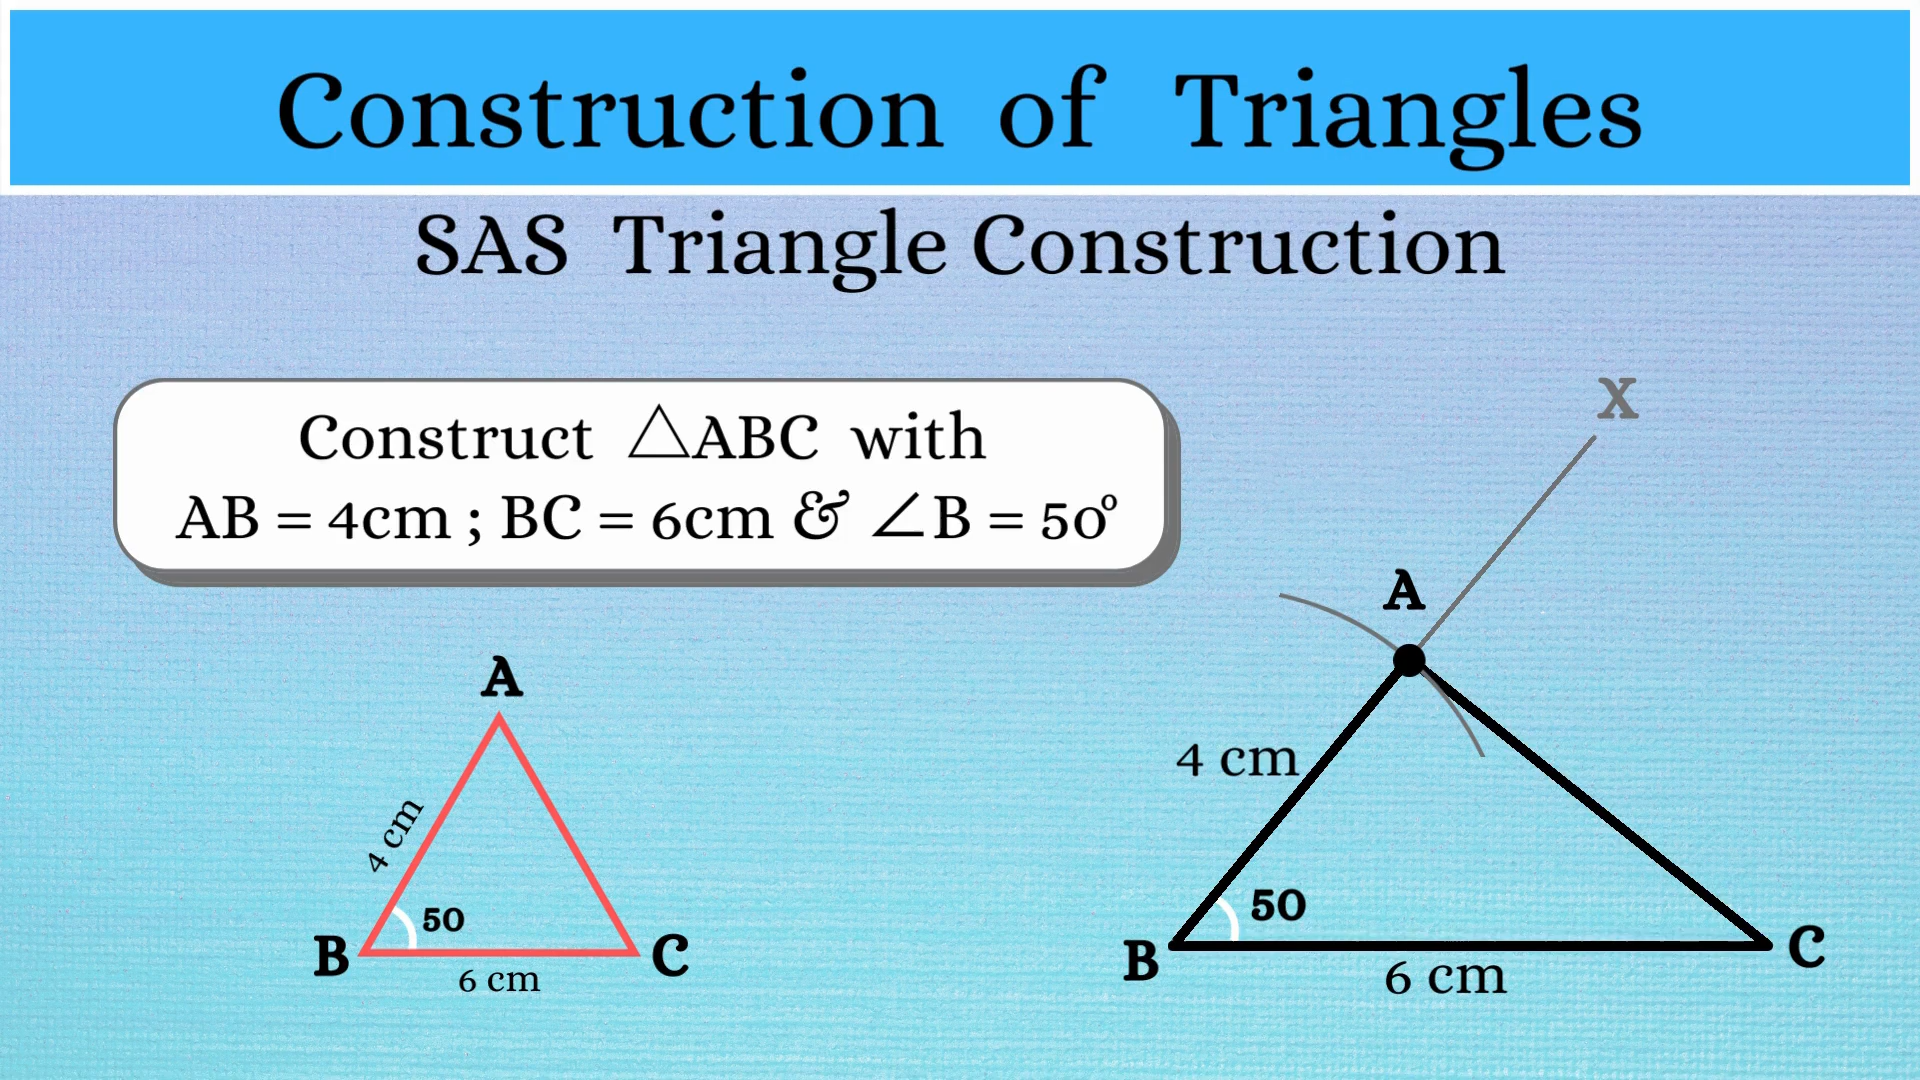 Construction of Triangles
SAS Triangle Construction
Construct △ABC with
AB = 4cm ; BC = 6cm & ∠B = 50°
X
A
4 cm
50
B
C
6 cm
A
4 cm
50
B
C
6 cm